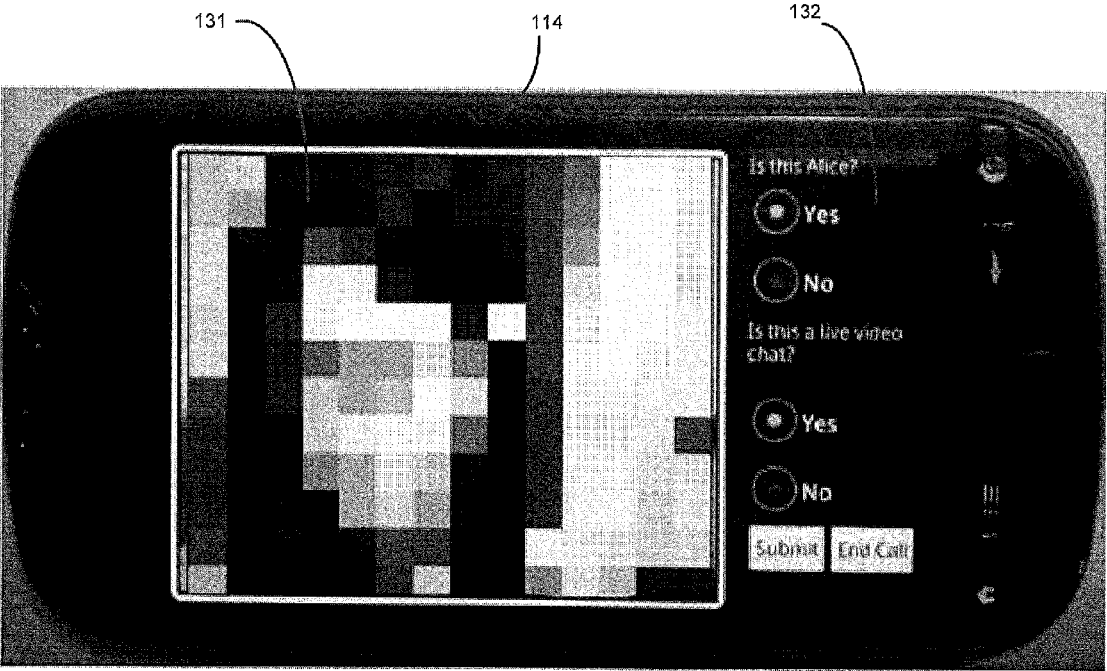 131
114
132
Is this Alice?
Yes
No
Is this a live video
chat?
Yes
No
Submit
End Call